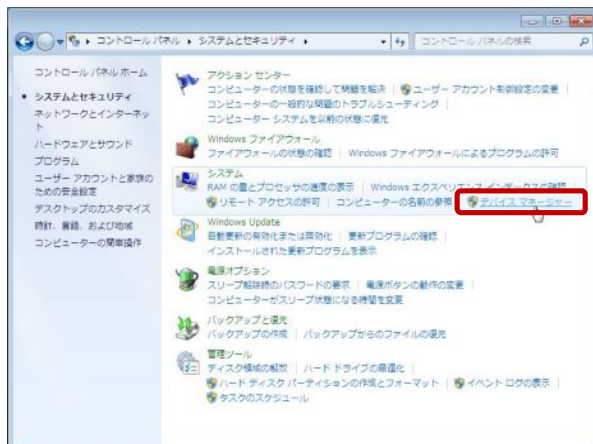 コントロール パネル ▸ システムとセキュリティ ▸
コントロール パネルの検索
コントロール パネル ホーム
システムとセキュリティ
ネットワークとインターネッ
ト
ハードウェアとサウンド
プログラム
ユーザー アカウントと家族の
ための安全設定
デスクトップのカスタマイズ
時計、言語、および地域
コンピューターの簡単操作
アクション センター
コンピューターの状態を確認して問題を解決 | ユーザー アカウント制御設定の変更 |
コンピューターの一般的な問題のトラブルシューティング |
コンピューター システムを以前の状態に復元
Windows ファイアウォール
ファイアウォールの状態の確認 | Windows ファイアウォールによるプログラムの許可
システム
RAM の量とプロセッサの速度の表示 | Windows エクスペリエンス インデックスの確認
リモート アクセスの許可 | コンピューターの名前の参照 | デバイス マネージャー
Windows Update
自動更新の有効化または無効化 | 更新プログラムの確認 |
インストールされた更新プログラムを表示
電源オプション
スリープ解除時のパスワードの要求 | 電源ボタンの動作の変更 |
コンピューターがスリープ状態になる時間を変更
バックアップと復元
バックアップの作成 | バックアップからのファイルの復元
管理ツール
ディスク領域の解放 | ハード ドライブの最適化 |
ハード ディスク パーティションの作成とフォーマット | イベント ログの表示 |
タスクのスケジュール